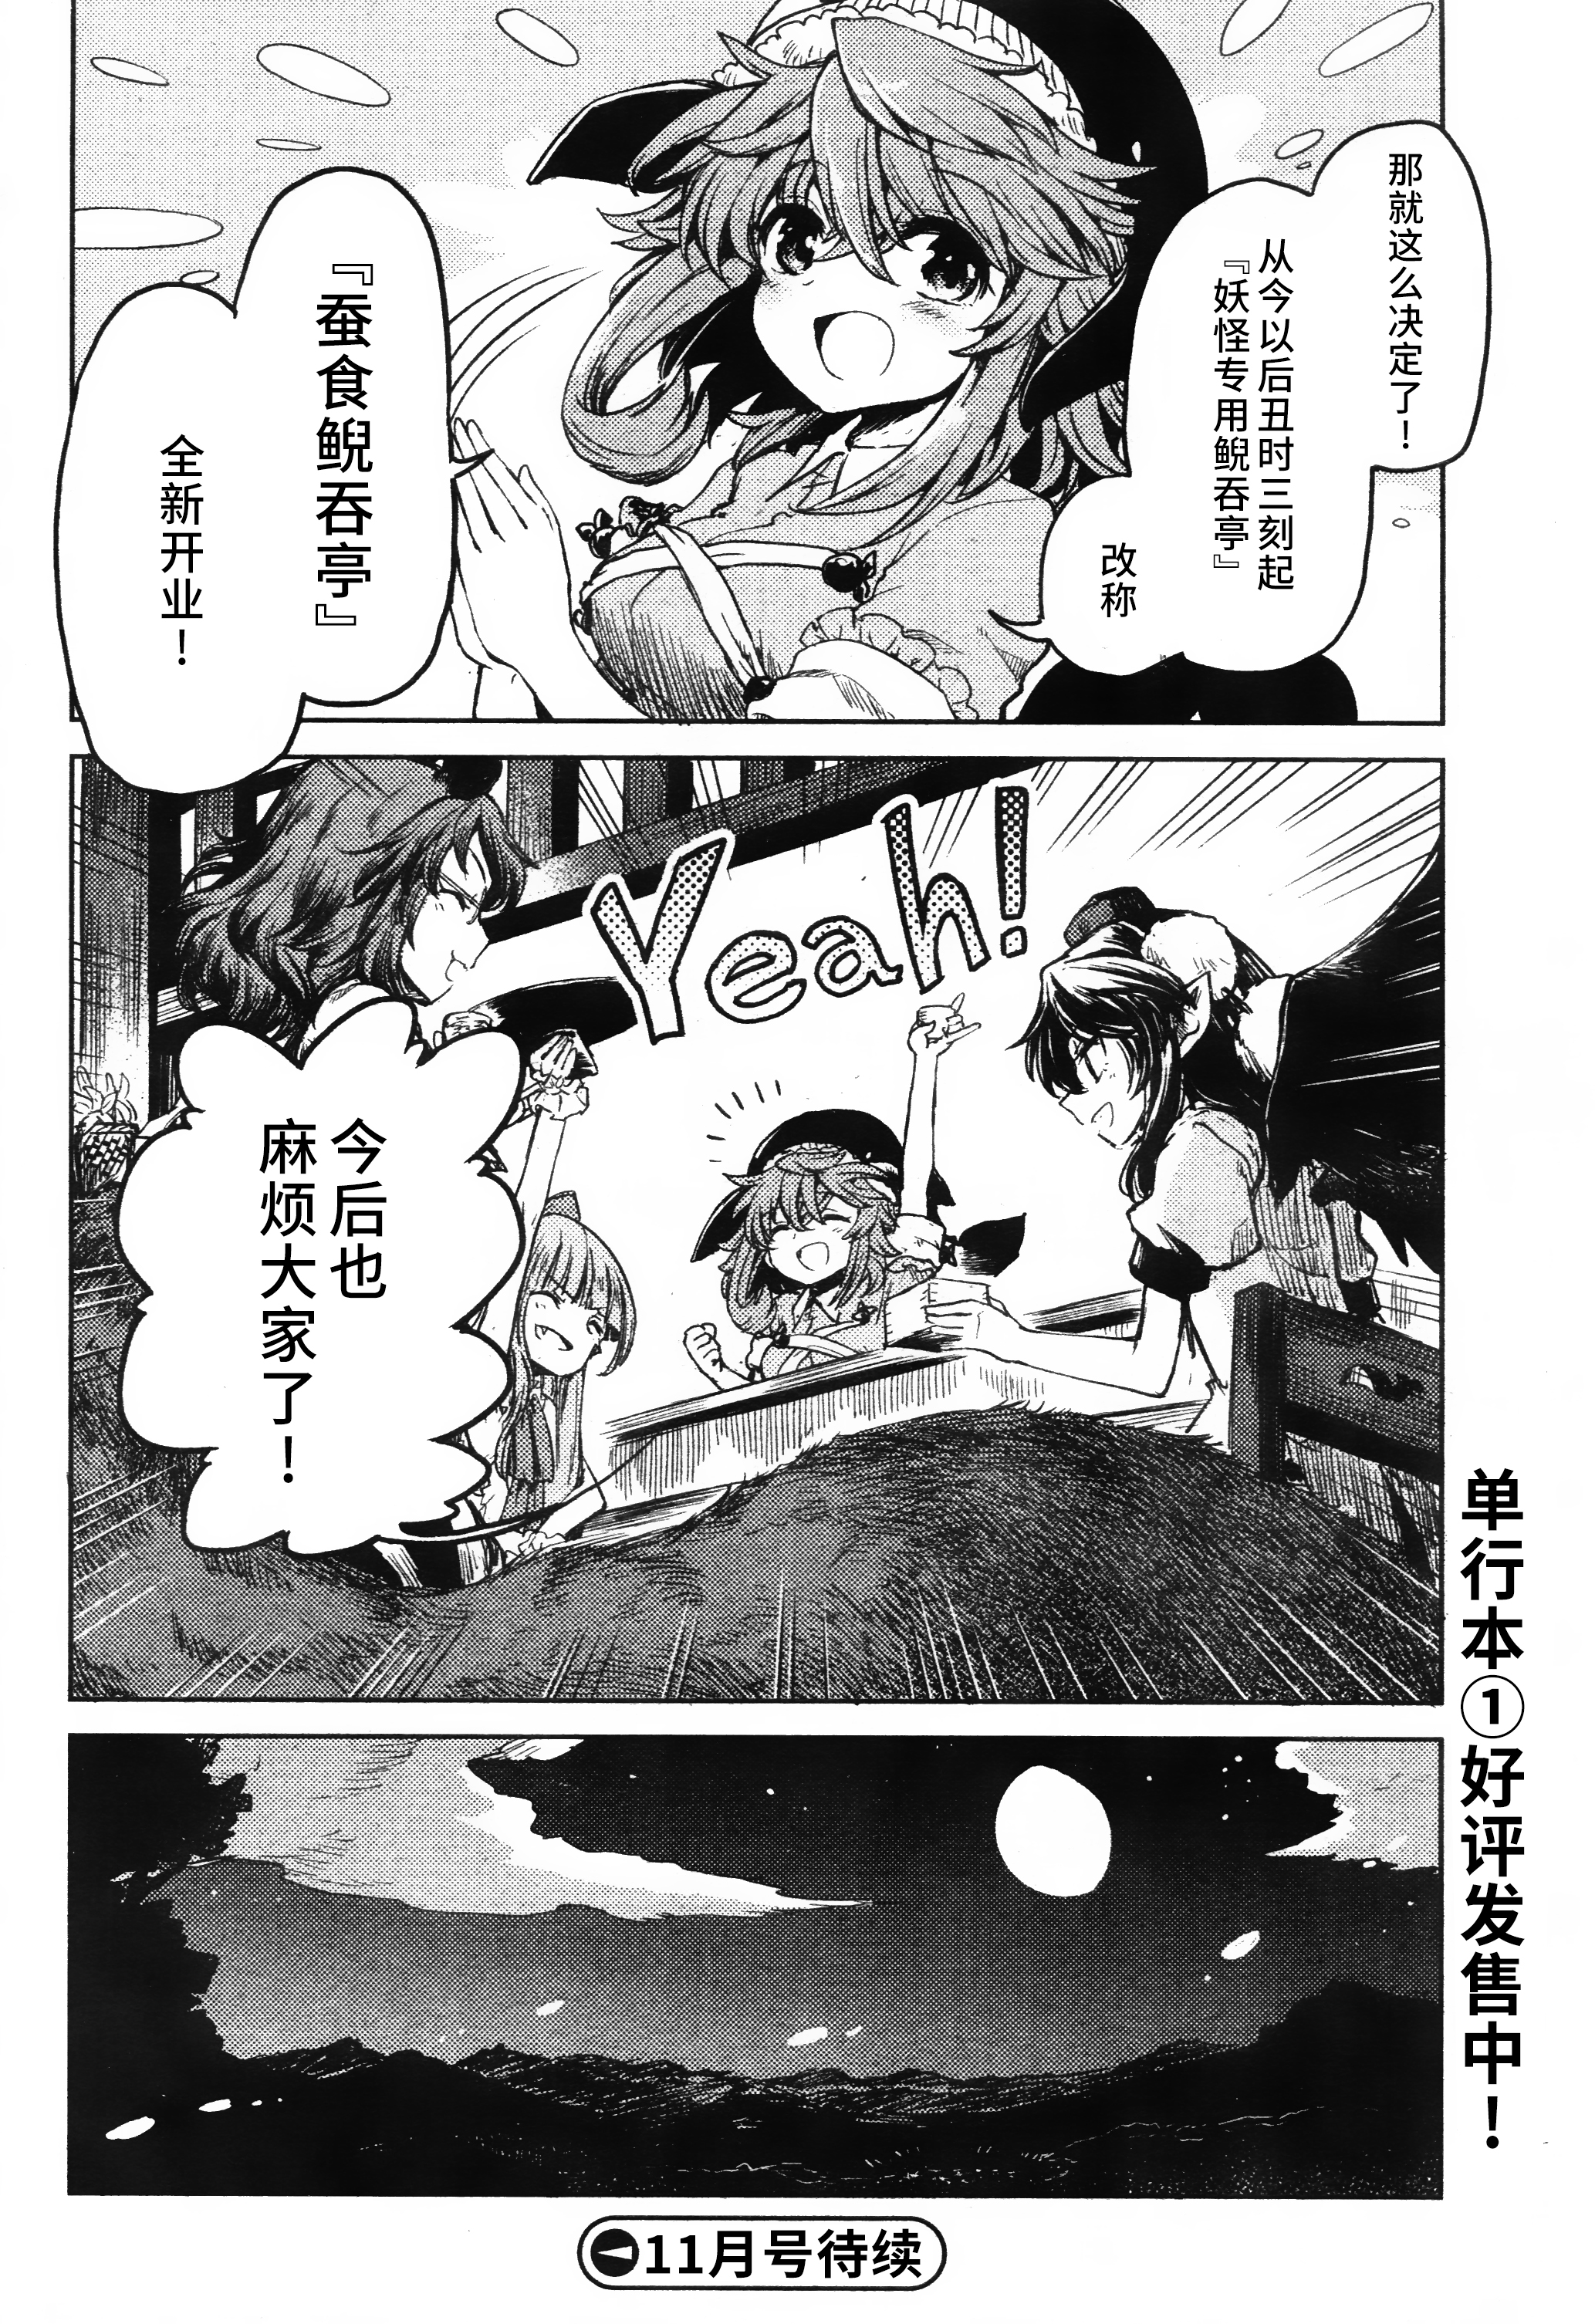 那就这么决定了！
从今以后丑时三刻起
『妖怪专用鲵吞亭』
改称
『蚕食鲵吞亭』
全新开业！
Yeah!
今后也
麻烦大家了！
单行本①好评发售中！
11月号待续